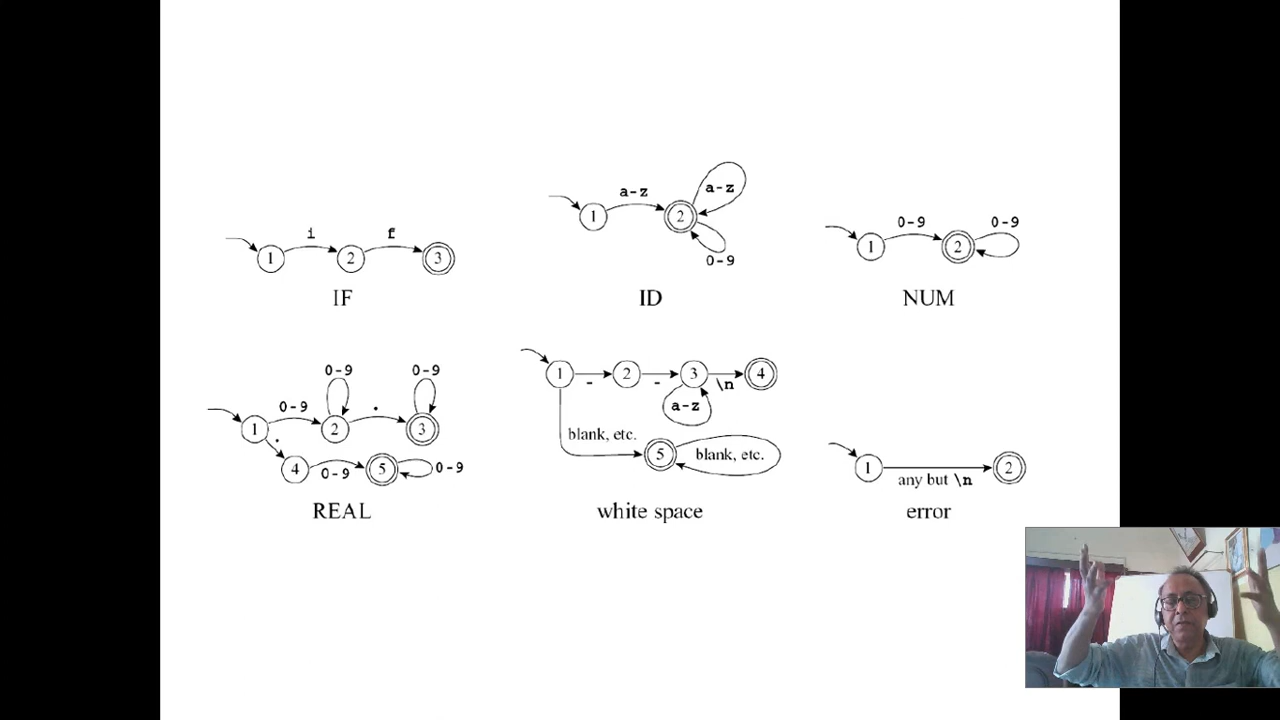 i f
1 2 3
IF
a-z a-z
1 2
0-9
ID
0-9 0-9
1 2
NUM
0-9 0-9
0-9 .
1 2 3
.
4 0-9 5 0-9
REAL
1 - 2 - 3 \n 4
a-z
blank, etc.
5 blank, etc.
white space
1 2
any but \n
error